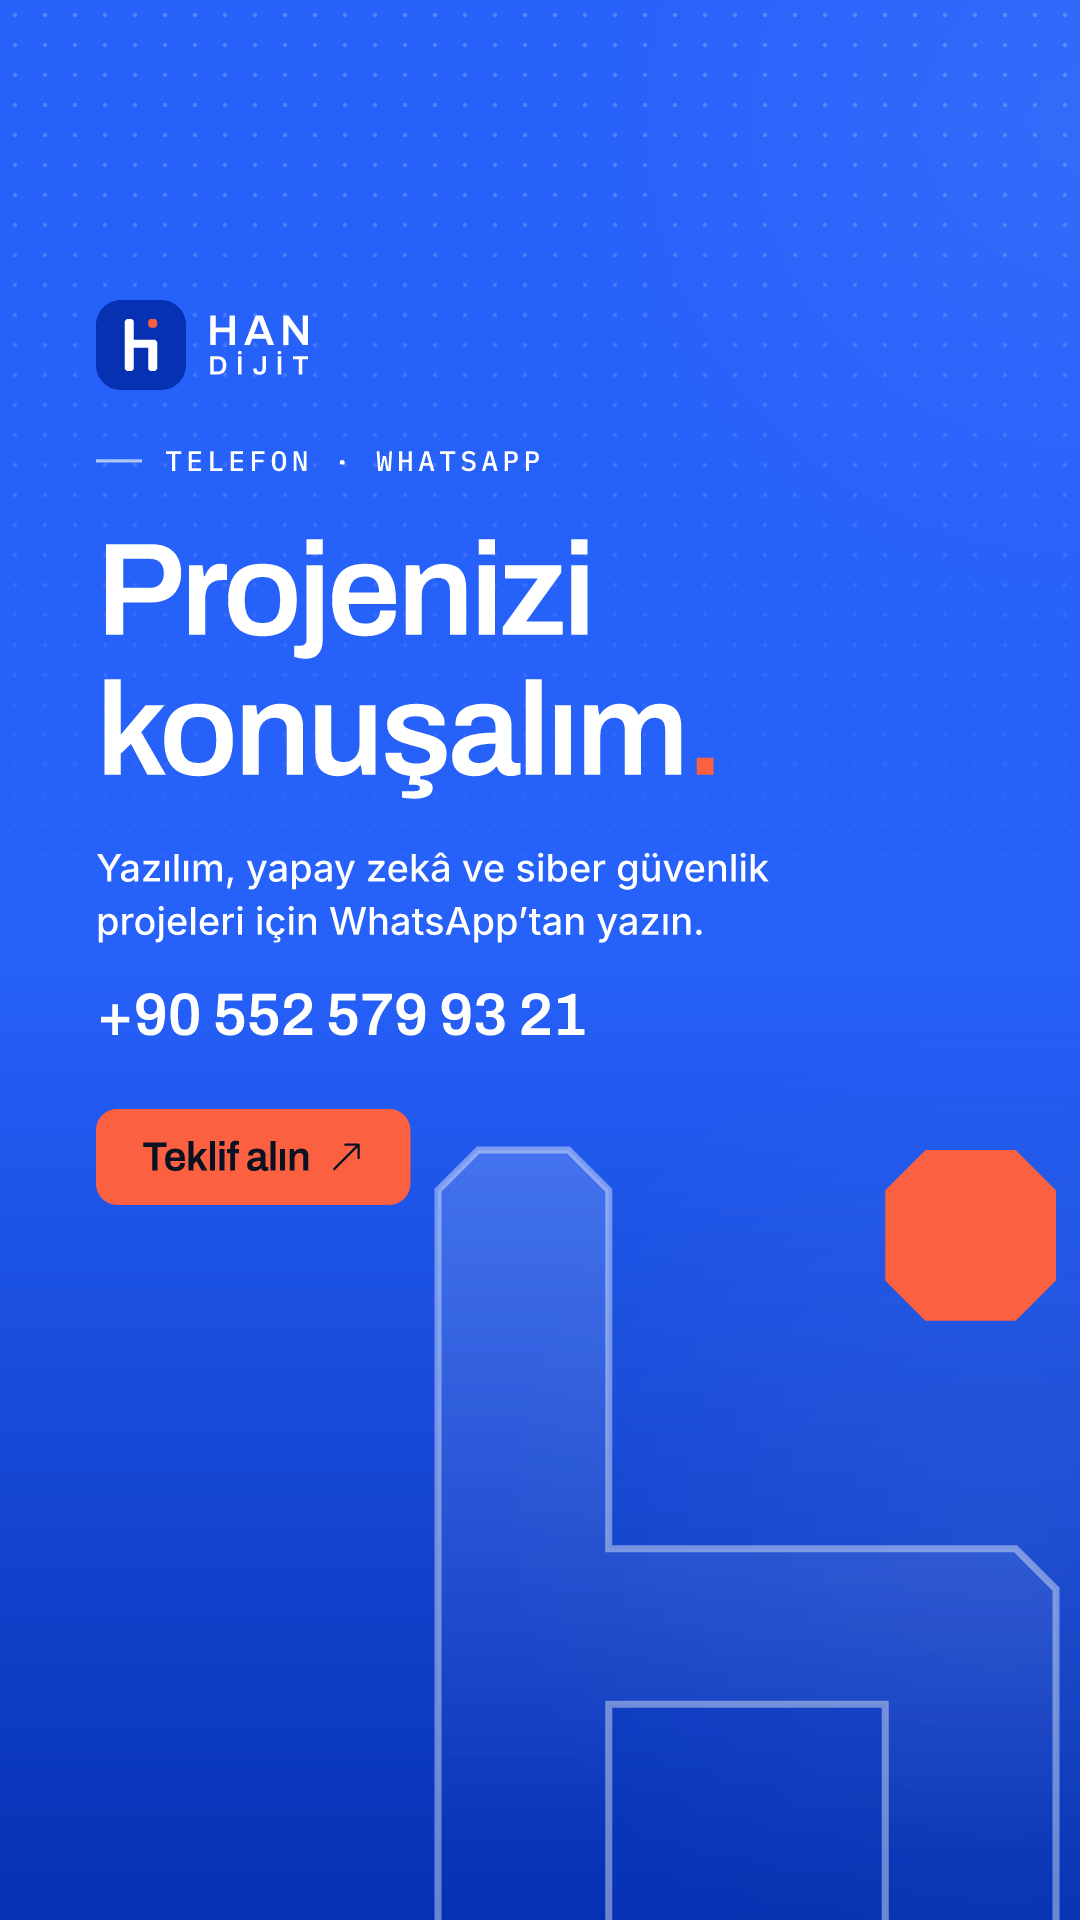 HAN
DİJİT
TELEFON · WHATSAPP
Projenizi
konuşalım.
Yazılım, yapay zekâ ve siber güvenlik
projeleri için WhatsApp’tan yazın.
+90 552 579 93 21
Teklif alın